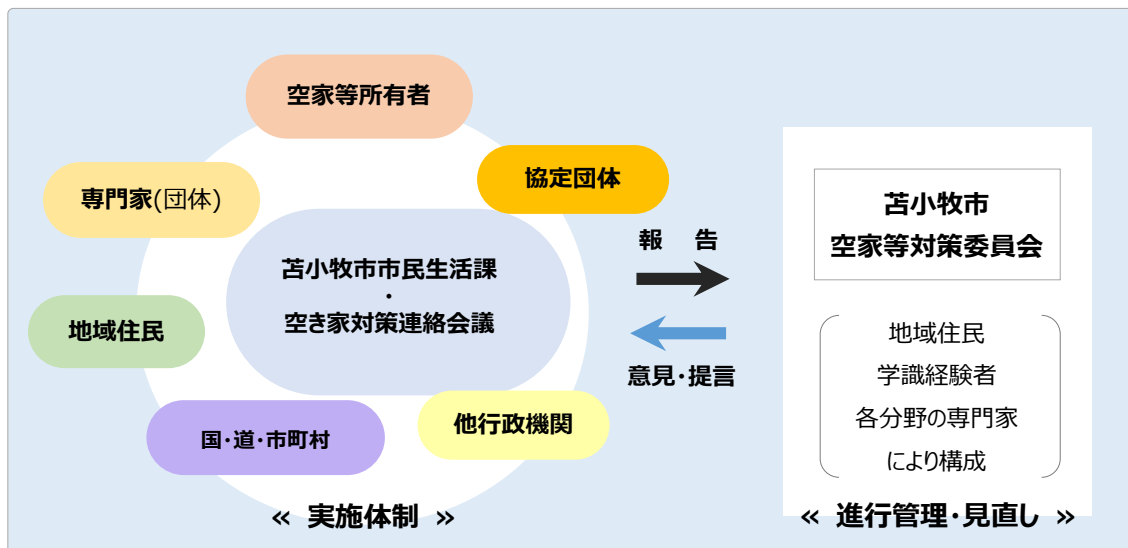 空家等所有者
協定団体
専門家(団体)
苫小牧市市民生活課
・
空き家対策連絡会議
地域住民
国・道・市町村
他行政機関
≪ 実施体制 ≫
報 告
意見・提言
苫小牧市
空家等対策委員会
地域住民
学識経験者
各分野の専門家
により構成
≪ 進行管理・見直し ≫